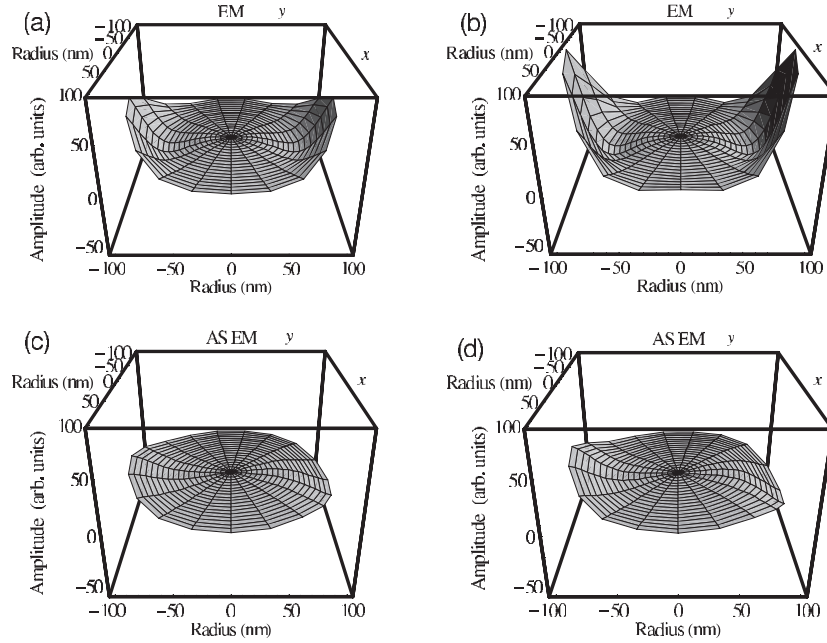 (a)
EM y
−100
−50
Radius (nm) 0
50
x
100
50
0
−50
Amplitude (arb. units)
−100 −50 0 50 100
Radius (nm)
(b)
EM y
−100
−50
Radius (nm) 0
50
x
100
50
0
−50
Amplitude (arb. units)
−100 −50 0 50 100
Radius (nm)
(c)
AS EM y
−100
−50
Radius (nm) 0
50
x
100
50
0
−50
Amplitude (arb. units)
−100 −50 0 50 100
Radius (nm)
(d)
AS EM y
−100
−50
Radius (nm) 0
50
x
100
50
0
−50
Amplitude (arb. units)
−100 −50 0 50 100
Radius (nm)